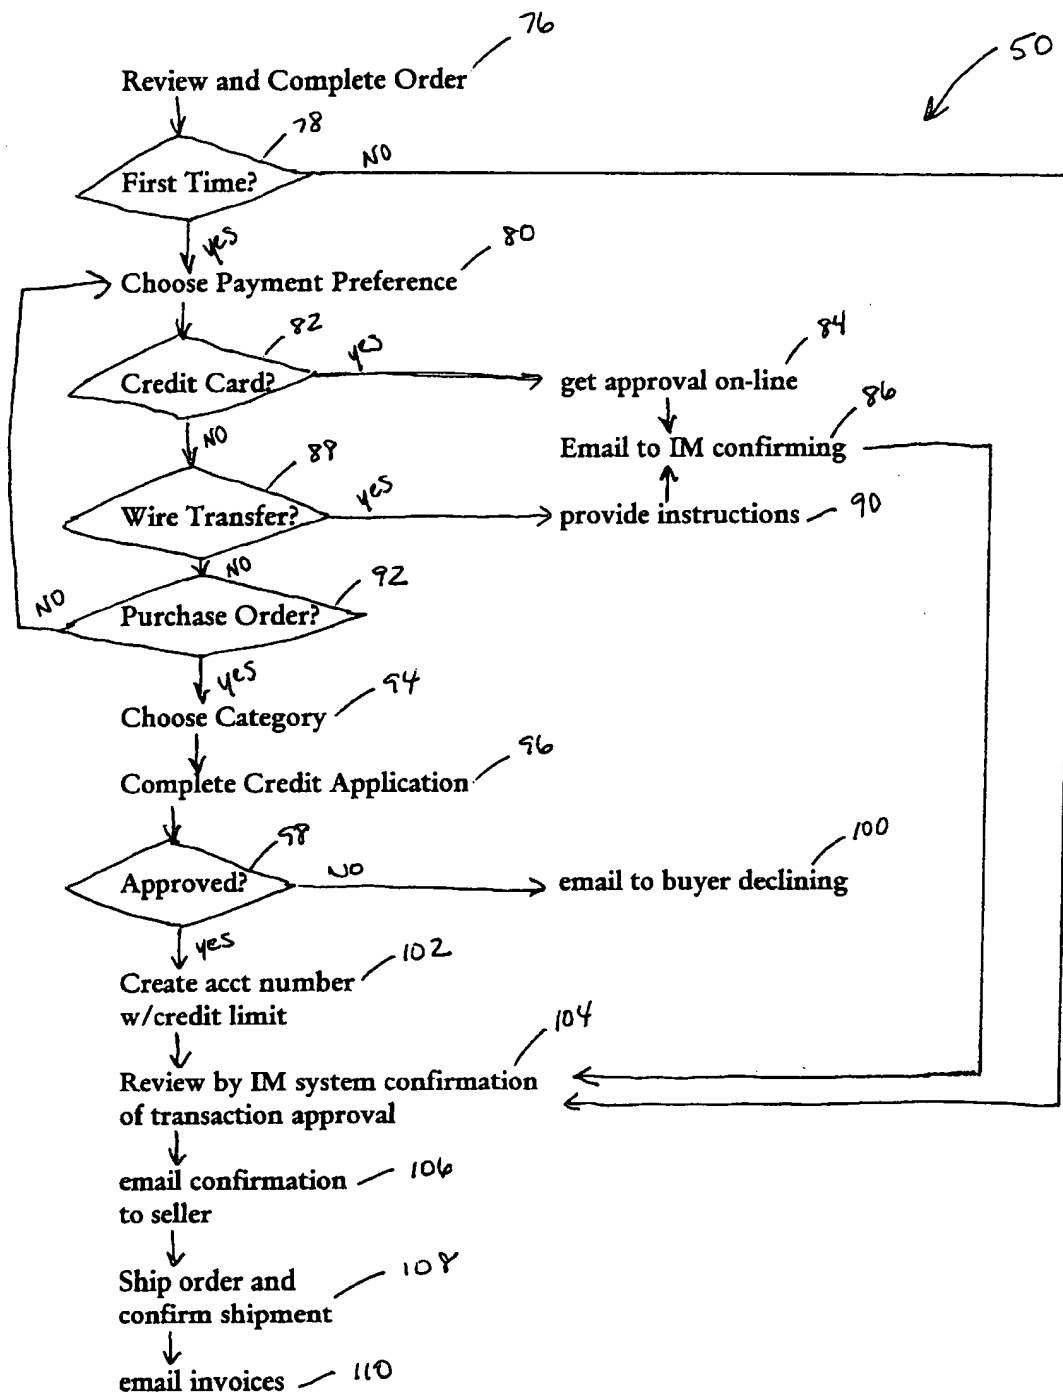 76
50
Review and Complete Order
78
NO
First Time?
yes
80
Choose Payment Preference
82
yes
84
Credit Card?
get approval on-line
86
NO
Email to IM confirming
89
yes
Wire Transfer?
provide instructions
90
NO
92
NO
Purchase Order?
yes
94
Choose Category
96
Complete Credit Application
98
100
NO
Approved?
email to buyer declining
yes
102
Create acct number
w/credit limit
104
Review by IM system confirmation
of transaction approval
email confirmation
106
to seller
Ship order and
108
confirm shipment
email invoices
110